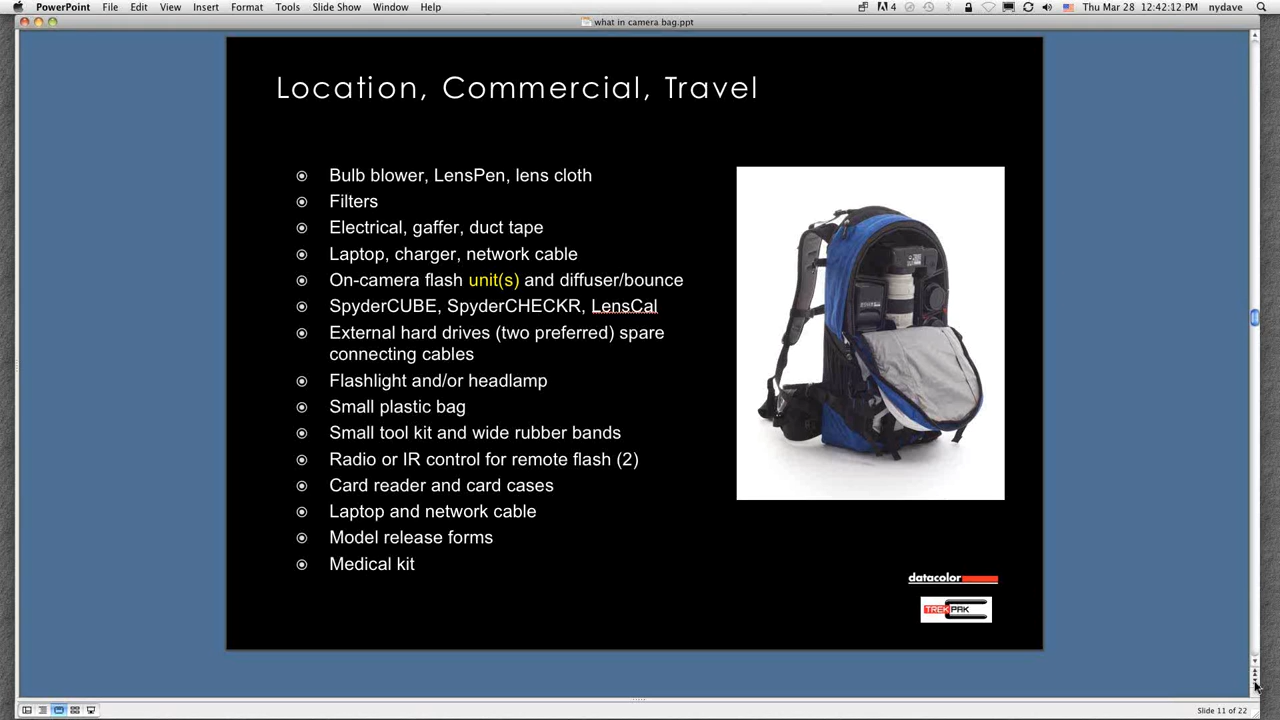 PowerPoint File Edit View Insert Format Tools Slide Show Window Help 4 Thu Mar 28 12:42:12 PM nydave
what in camera bag.ppt
Location, Commercial, Travel
Bulb blower, LensPen, lens cloth
Filters
Electrical, gaffer, duct tape
Laptop, charger, network cable
On-camera flash unit(s) and diffuser/bounce
SpyderCUBE, SpyderCHECKR, LensCal
External hard drives (two preferred) spare
connecting cables
Flashlight and/or headlamp
Small plastic bag
Small tool kit and wide rubber bands
Radio or IR control for remote flash (2)
Card reader and card cases
Laptop and network cable
Model release forms
Medical kit
datacolor
TREKPAK
Slide 11 of 22